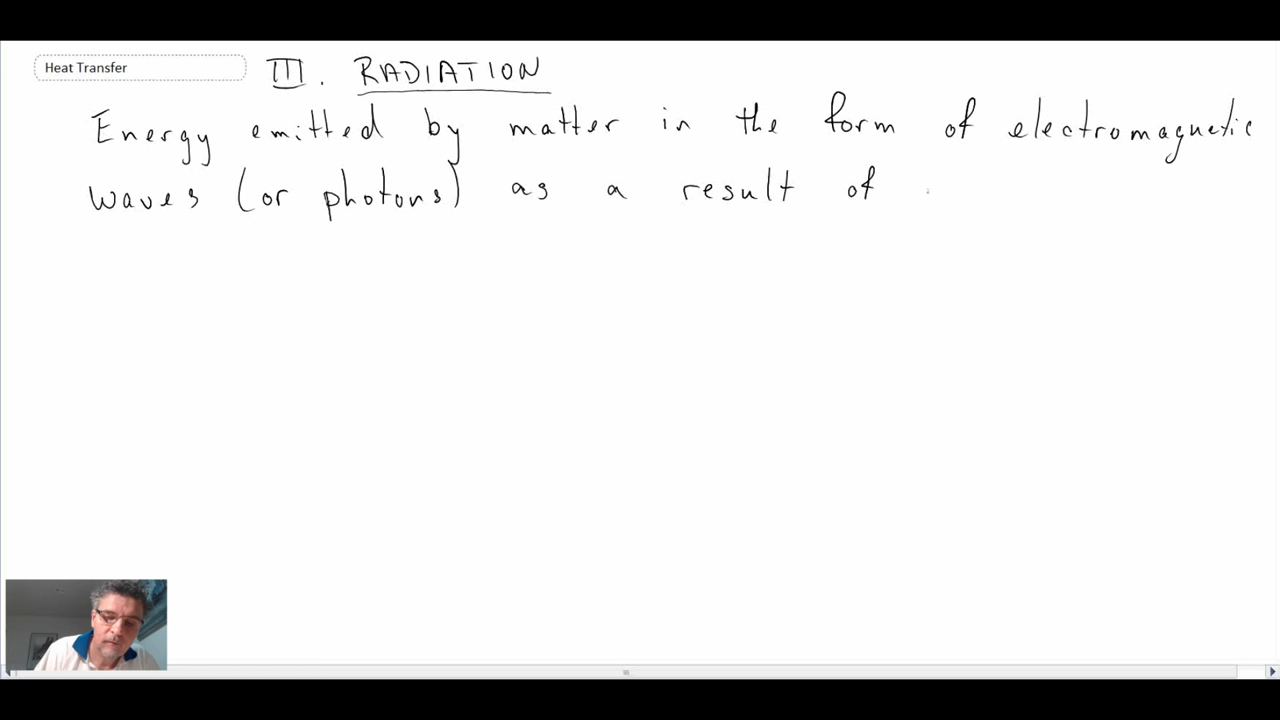 Heat Transfer
III. RADIATION
Energy emitted by matter in the form of electromagnetic
waves (or photons) as a result of